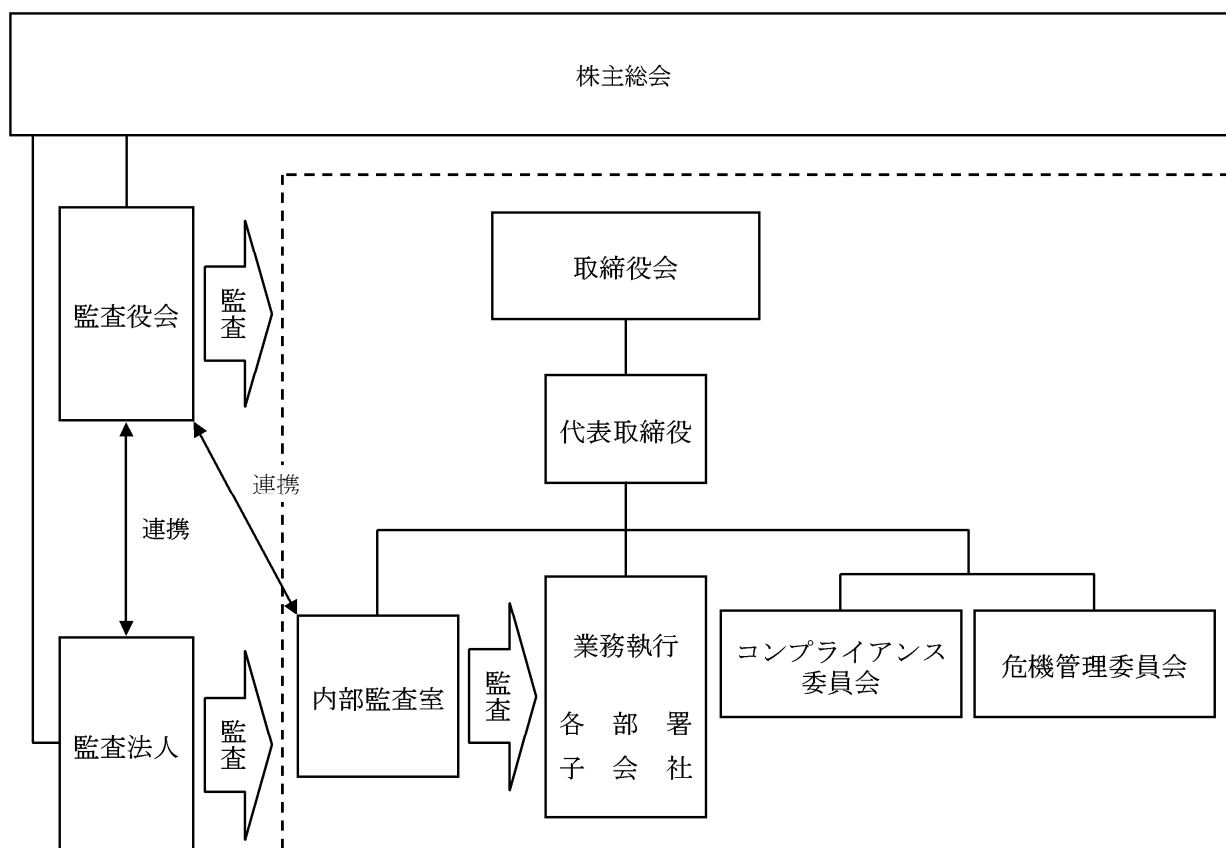 株主総会
監査役会
監査
取締役会
代表取締役
連携
連携
内部監査室
監査
業務執行
各部署
子会社
コンプライアンス
委員会
危機管理委員会
監査法人
監査